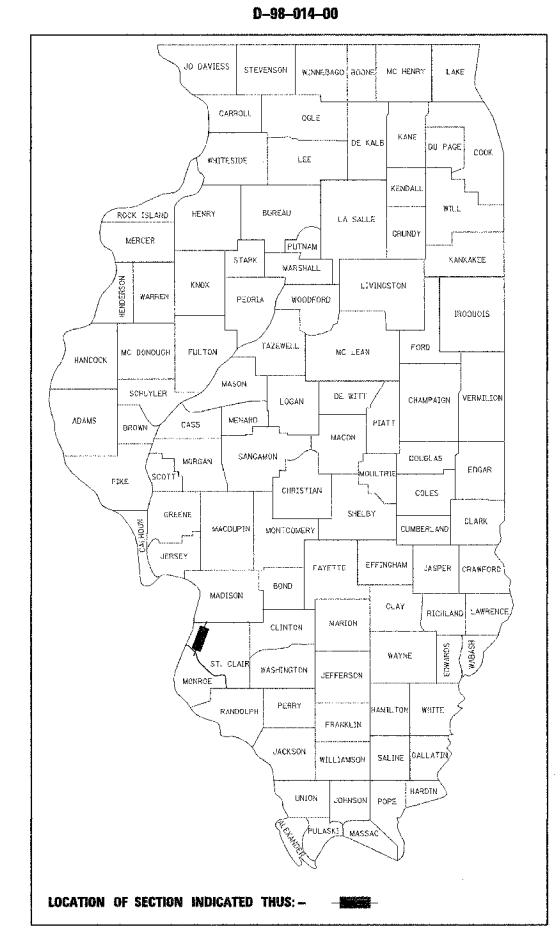 D-98-014-00
JO DAVIESS
STEVENSON
WINNEBAGO
BOONE
MC HENRY
LAKE
CARROLL
OGLE
DE KALB
KANE
DU PAGE
COOK
WHITESIDE
LEE
KENDALL
WILL
ROCK ISLAND
HENRY
BUREAU
LA SALLE
GRUNDY
MERCER
PUTNAM
KANKAKEE
STARK
MARSHALL
HENDERSON
WARREN
KNOX
PEORIA
WOODFORD
LIVINGSTON
IROQUOIS
HANCOCK
MC DONOUGH
FULTON
TAZEWELL
MC LEAN
FORD
SCHUYLER
MASON
LOGAN
DE WITT
CHAMPAIGN
VERMILION
ADAMS
BROWN
CASS
MENARD
MACON
PIATT
MORGAN
SANGAMON
DOUGLAS
EDGAR
PIKE
SCOTT
CHRISTIAN
MOULTRIE
COLES
GREENE
MACOUPIN
MONTGOMERY
SHELBY
CUMBERLAND
CLARK
CALHOUN
JERSEY
FAYETTE
EFFINGHAM
JASPER
CRAWFORD
MADISON
BOND
CLAY
RICHLAND
LAWRENCE
CLINTON
MARION
WAYNE
EDWARDS
WABASH
ST. CLAIR
WASHINGTON
JEFFERSON
MONROE
RANDOLPH
PERRY
HAMILTON
WHITE
FRANKLIN
JACKSON
WILLIAMSON
SALINE
GALLATIN
UNION
JOHNSON
POPE
HARDIN
ALEXANDER
PULASKI
MASSAC
LOCATION OF SECTION INDICATED THUS: -